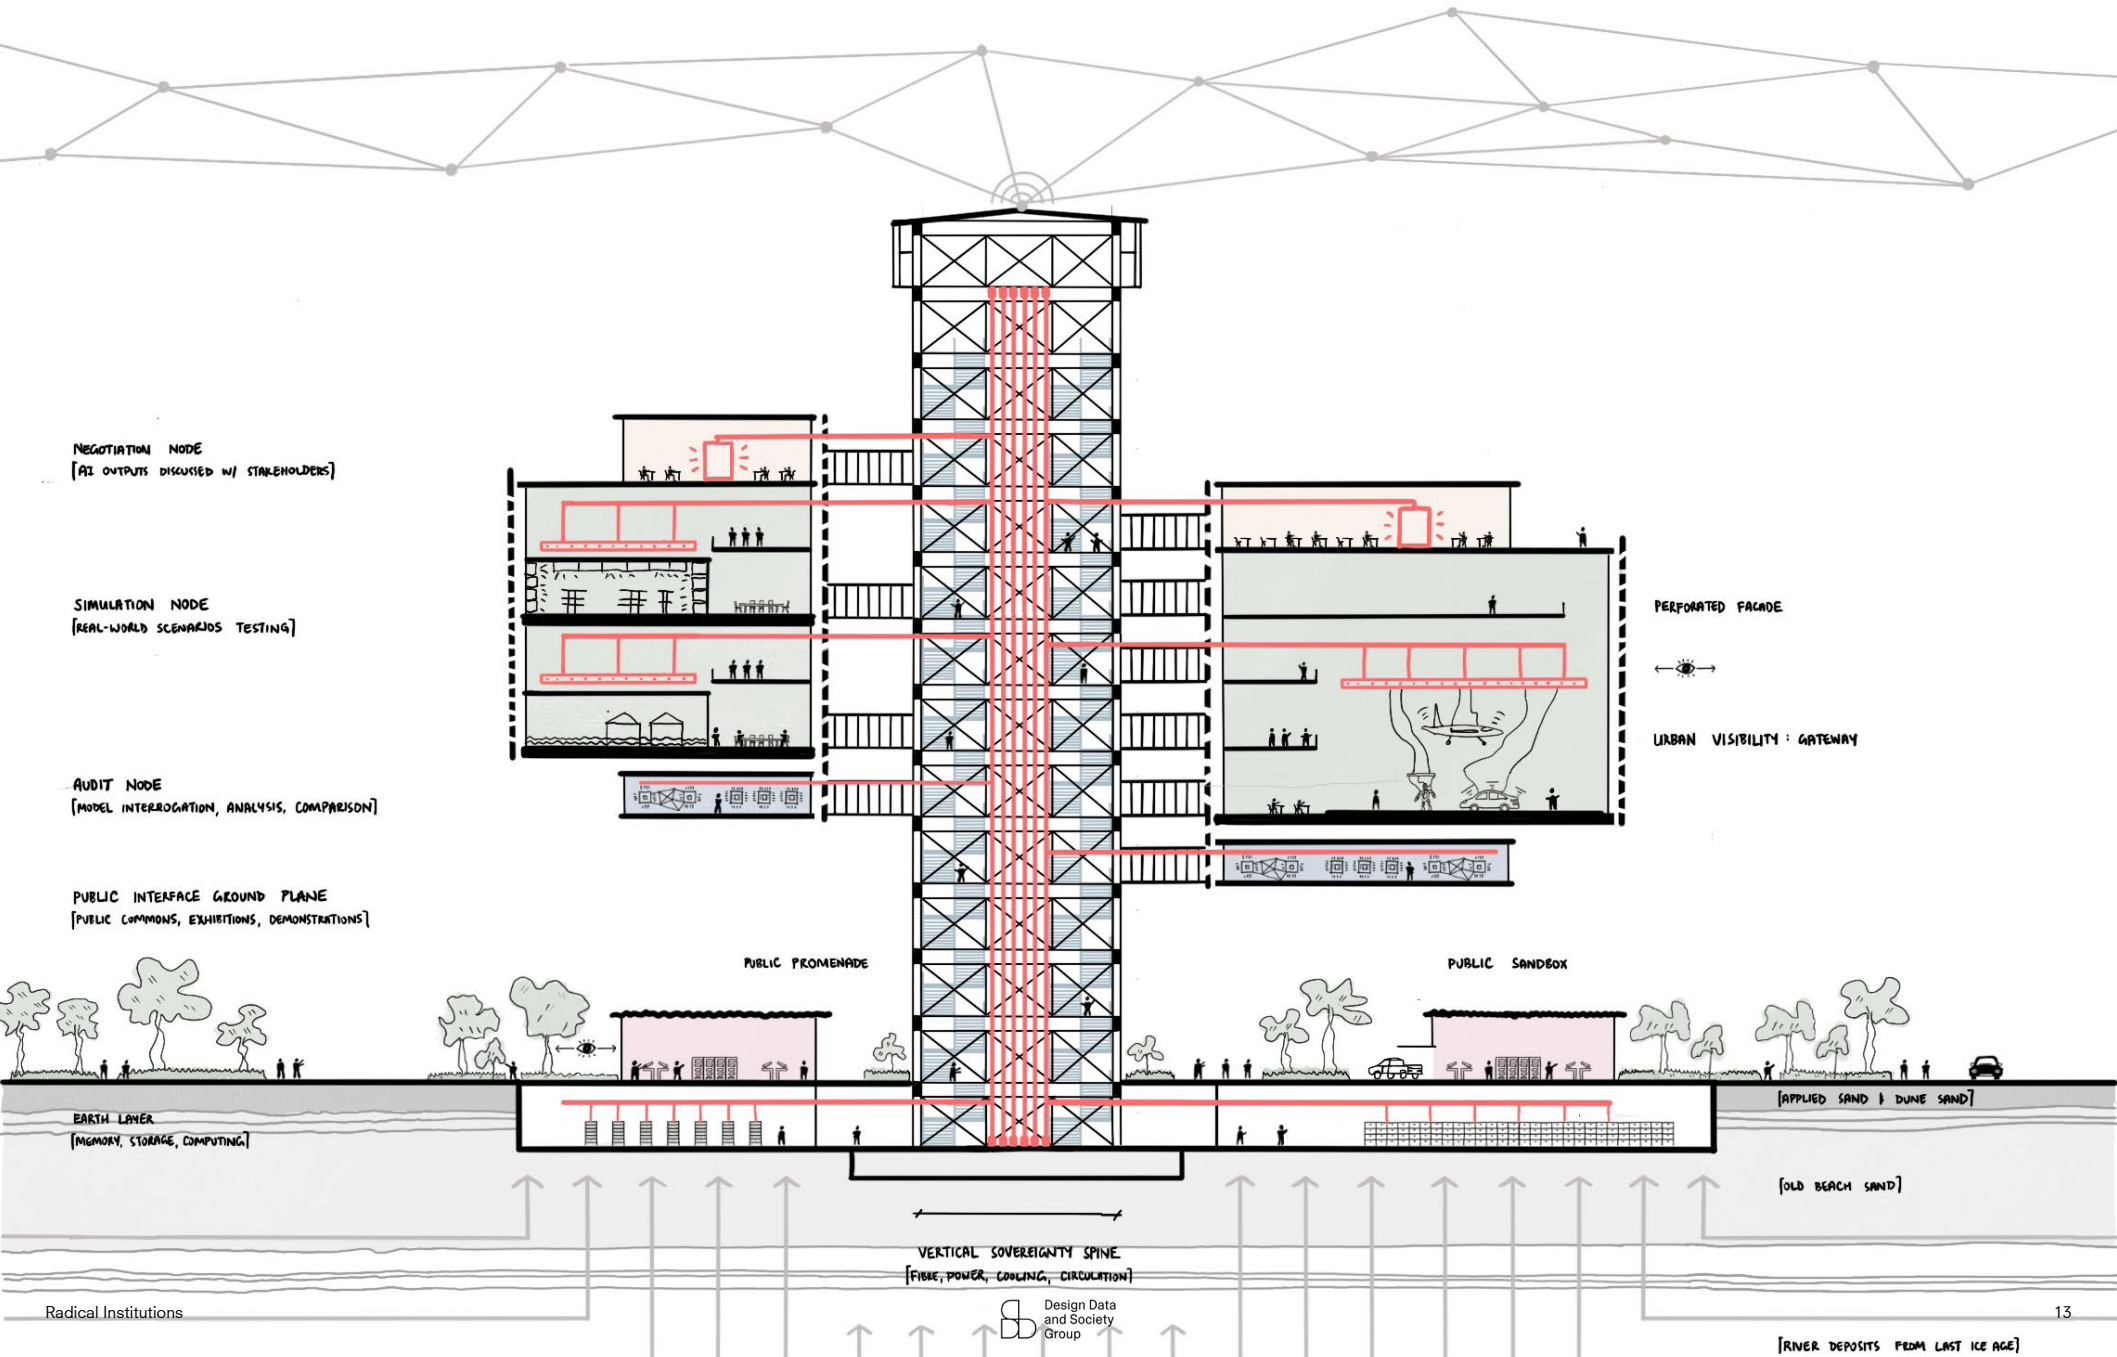 NEGOTIATION NODE
[AI OUTPUTS DISCUSSED W/ STAKEHOLDERS]
SIMULATION NODE
[REAL-WORLD SCENARIOS TESTING]
AUDIT NODE
[MODEL INTERROGATION, ANALYSIS, COMPARISON]
PUBLIC INTERFACE GROUND PLANE
[PUBLIC COMMONS, EXHIBITIONS, DEMONSTRATIONS]
PERFORATED FACADE
URBAN VISIBILITY : GATEWAY
PUBLIC PROMENADE
PUBLIC SANDBOX
EARTH LAYER
[MEMORY, STORAGE, COMPUTING]
[APPLIED SAND & DUNE SAND]
[OLD BEACH SAND]
VERTICAL SOVEREIGNTY SPINE
[FIBRE, POWER, COOLING, CIRCULATION]
[RIVER DEPOSITS FROM LAST ICE AGE]
Radical Institutions
Design Data
and Society
Group
13